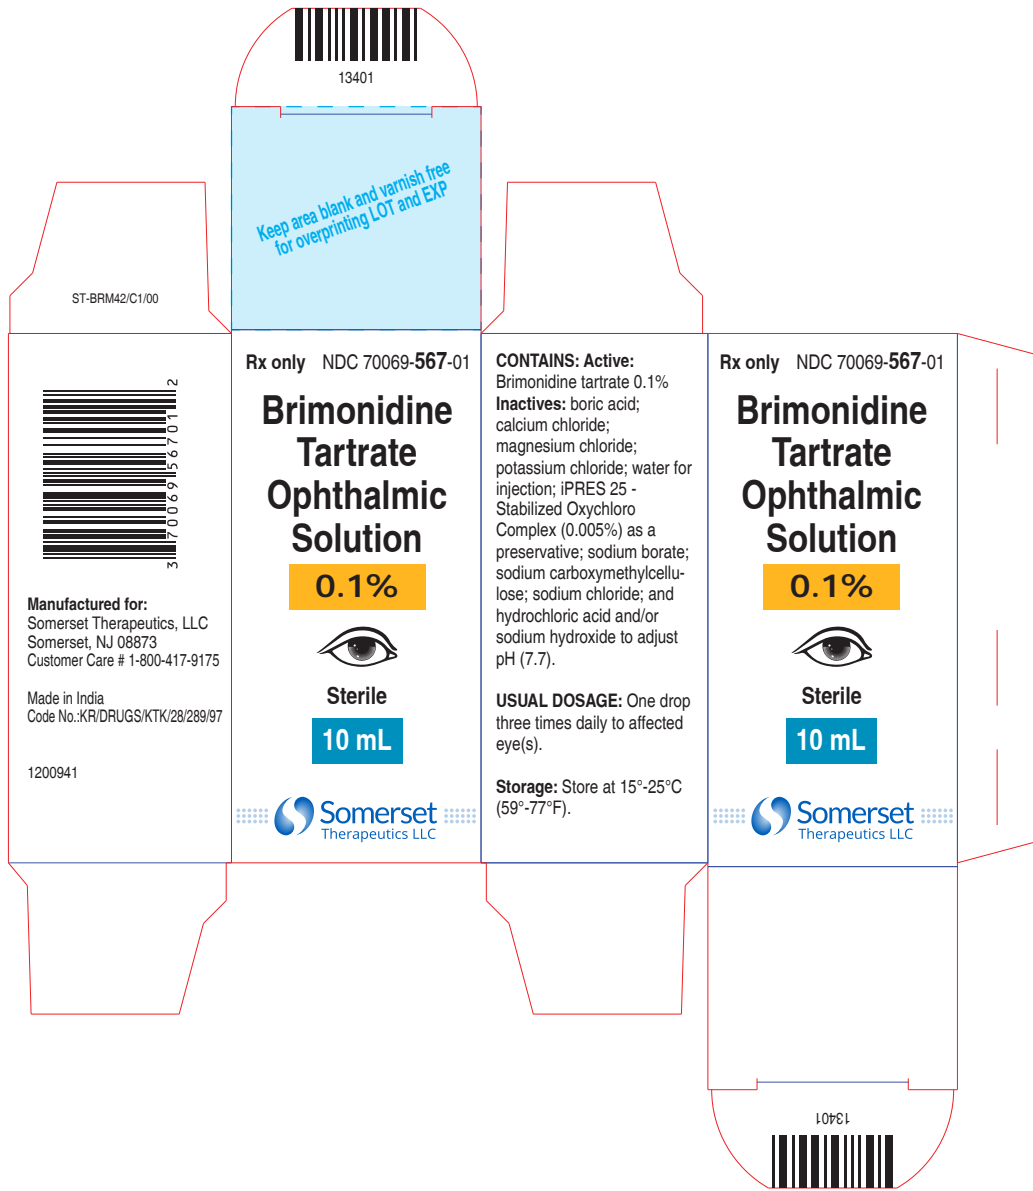 13401
Keep area blank and varnish free
for overprinting LOT and EXP
ST-BRM42/C1/00
3 70069 56701 2
Manufactured for:
Somerset Therapeutics, LLC
Somerset, NJ 08873
Customer Care # 1-800-417-9175
Made in India
Code No.:KR/DRUGS/KTK/28/289/97
1200941
Rx only NDC 70069-567-01
Brimonidine
Tartrate
Ophthalmic
Solution
0.1%
Sterile
10 mL
Somerset
Therapeutics LLC
CONTAINS: Active:
Brimonidine tartrate 0.1%
Inactives: boric acid;
calcium chloride;
magnesium chloride;
potassium chloride; water for
injection; iPRES 25 -
Stabilized Oxychloro
Complex (0.005%) as a
preservative; sodium borate;
sodium carboxymethylcellu-
lose; sodium chloride; and
hydrochloric acid and/or
sodium hydroxide to adjust
pH (7.7).
USUAL DOSAGE: One drop
three times daily to affected
eye(s).
Storage: Store at 15°-25°C
(59°-77°F).
Rx only NDC 70069-567-01
Brimonidine
Tartrate
Ophthalmic
Solution
0.1%
Sterile
10 mL
Somerset
Therapeutics LLC
13401